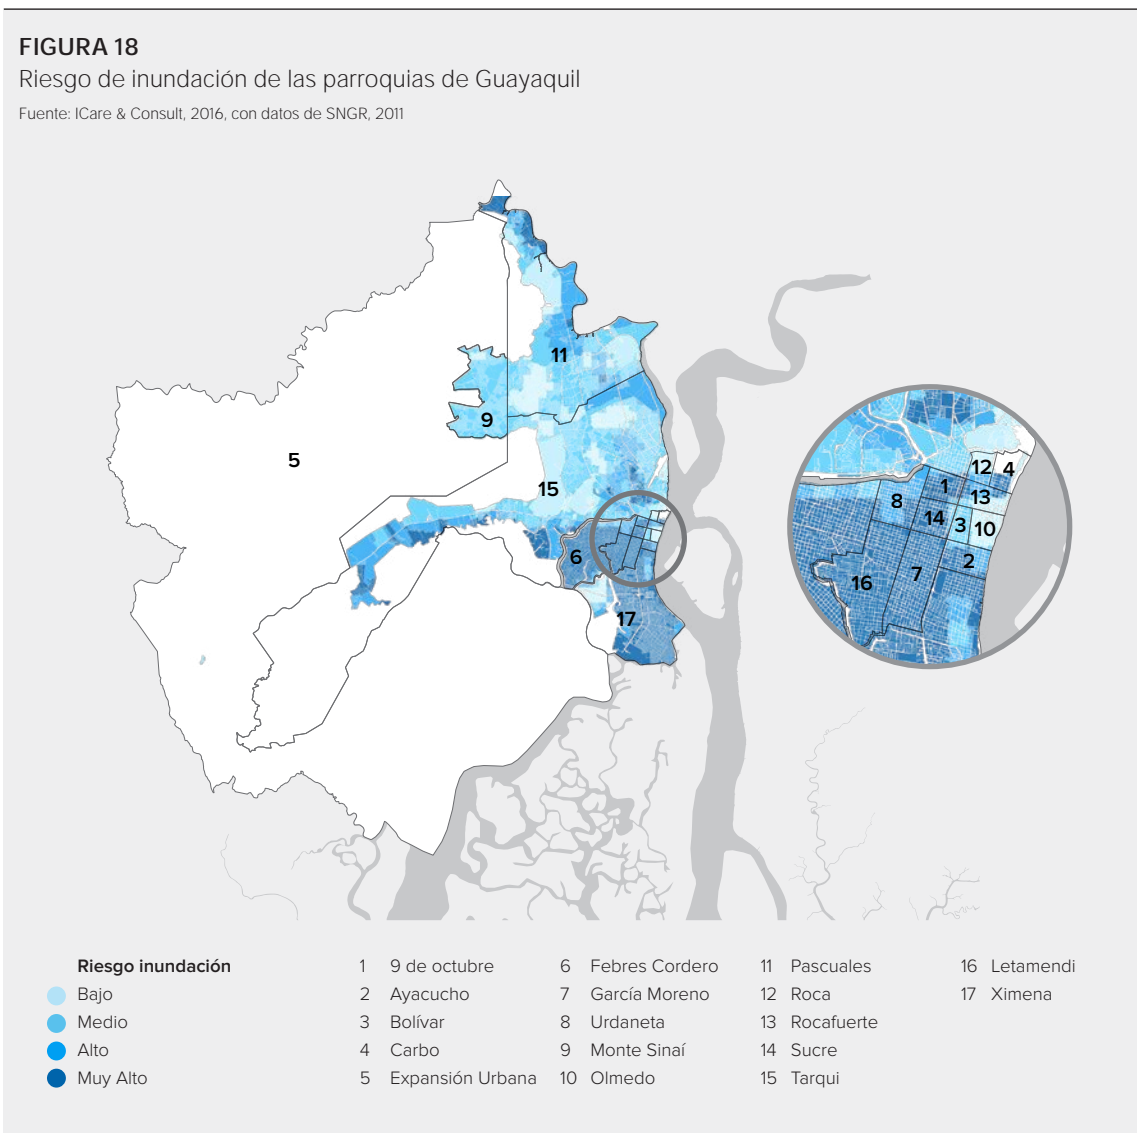 FIGURA 18
Riesgo de inundación de las parroquias de Guayaquil
Fuente: ICare & Consult, 2016, con datos de SNGR, 2011
11
9
5
15
6
17
12
4
1
13
8
14
3
10
2
7
16
Riesgo inundación
Bajo
Medio
Alto
Muy Alto
1 9 de octubre
2 Ayacucho
3 Bolívar
4 Carbo
5 Expansión Urbana
6 Febres Cordero
7 García Moreno
8 Urdaneta
9 Monte Sinaí
10 Olmedo
11 Pascuales
12 Roca
13 Rocafuerte
14 Sucre
15 Tarqui
16 Letamendi
17 Ximena